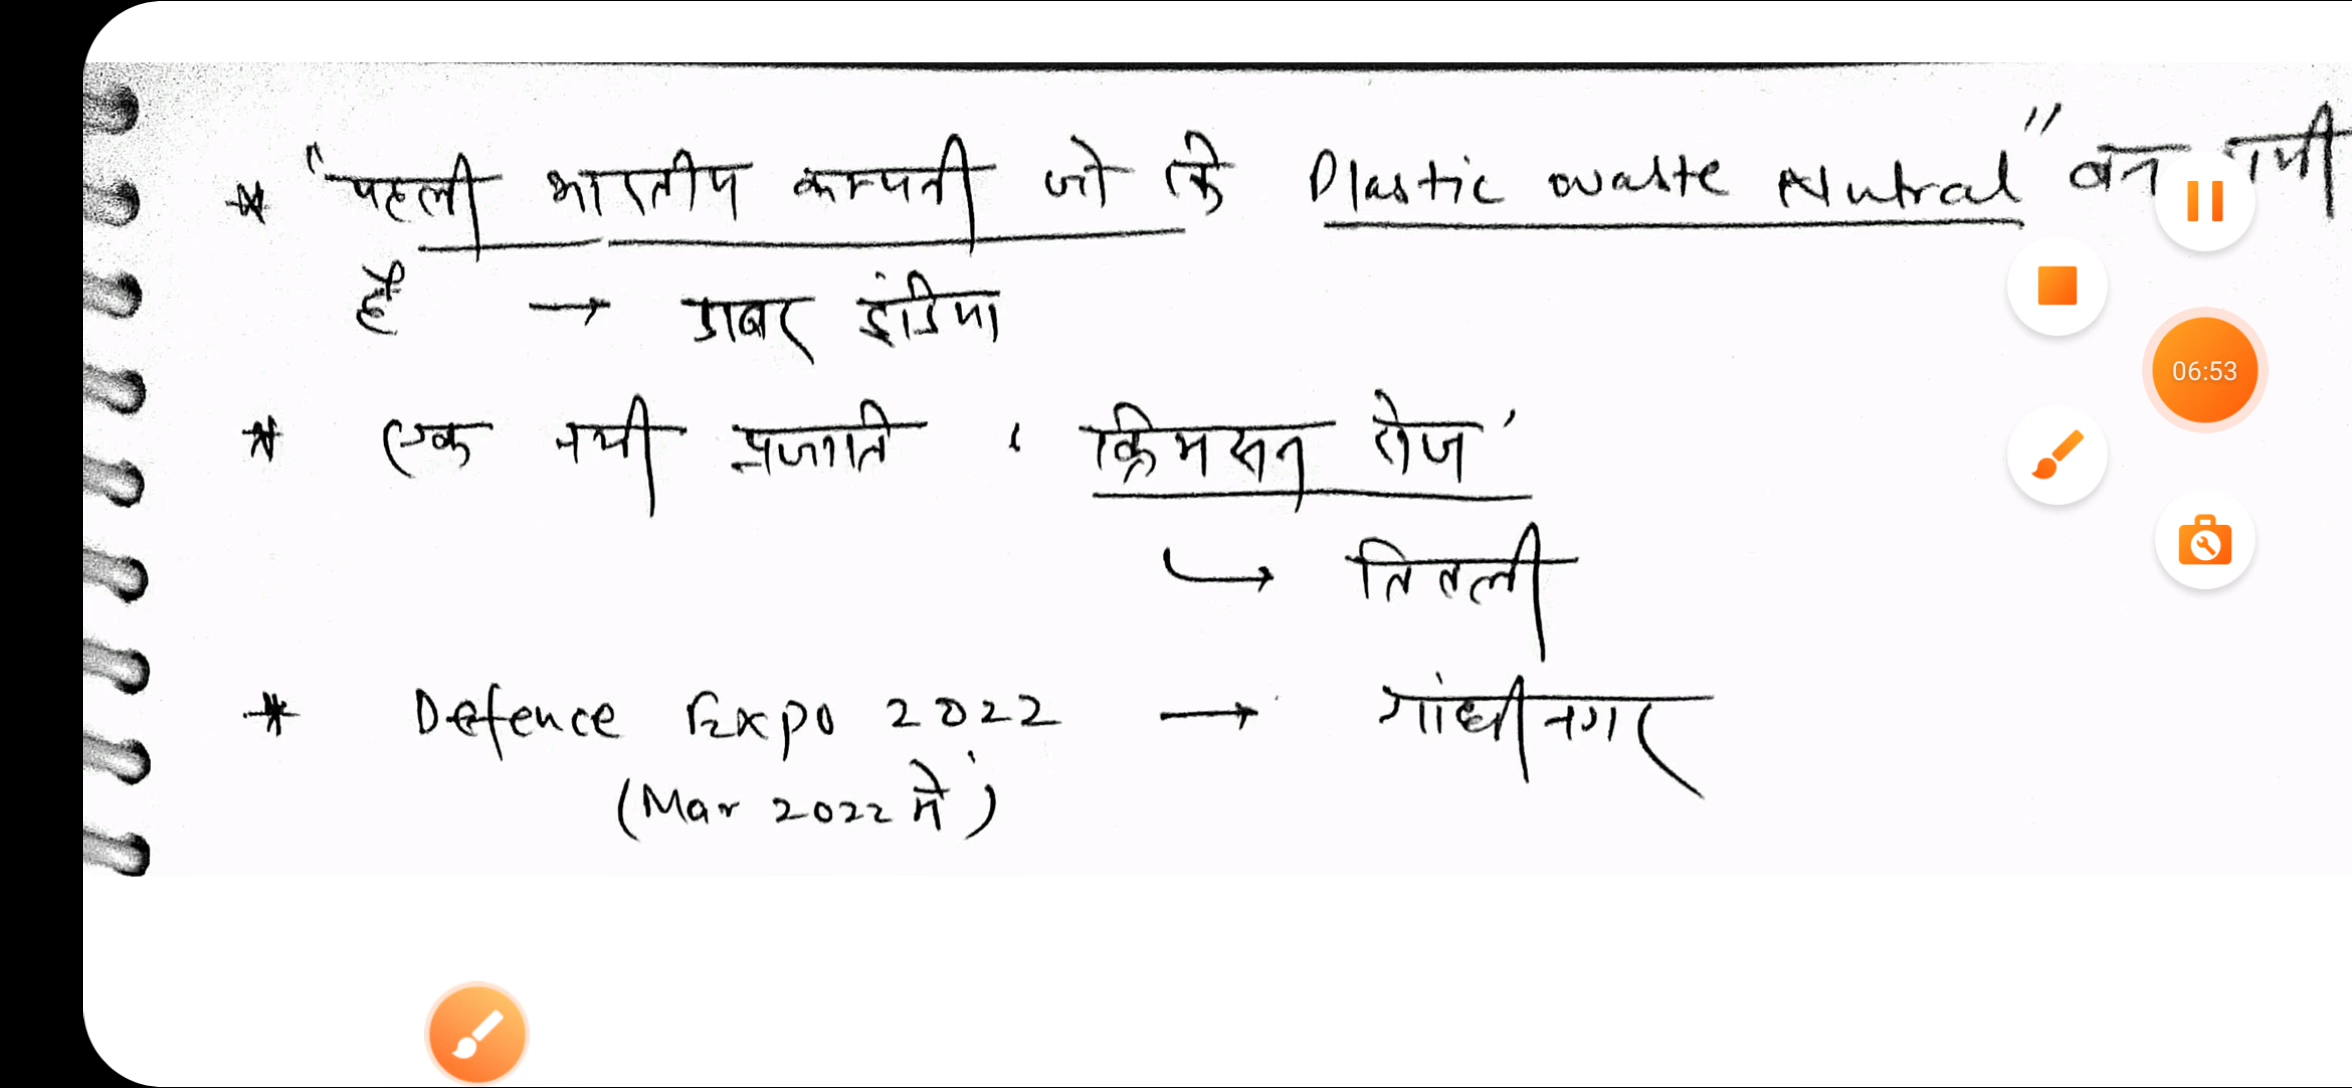 * "पहली भारतीय कम्पनी जो कि Plastic waste Nutral" बन गयी
है → डाबर इंडिया
* एक नयी प्रजाति 'क्रिमसन रोज'
↳ तितली
* Defence Expo 2022 → गांधीनगर
(Mar 2022 में)
06:53